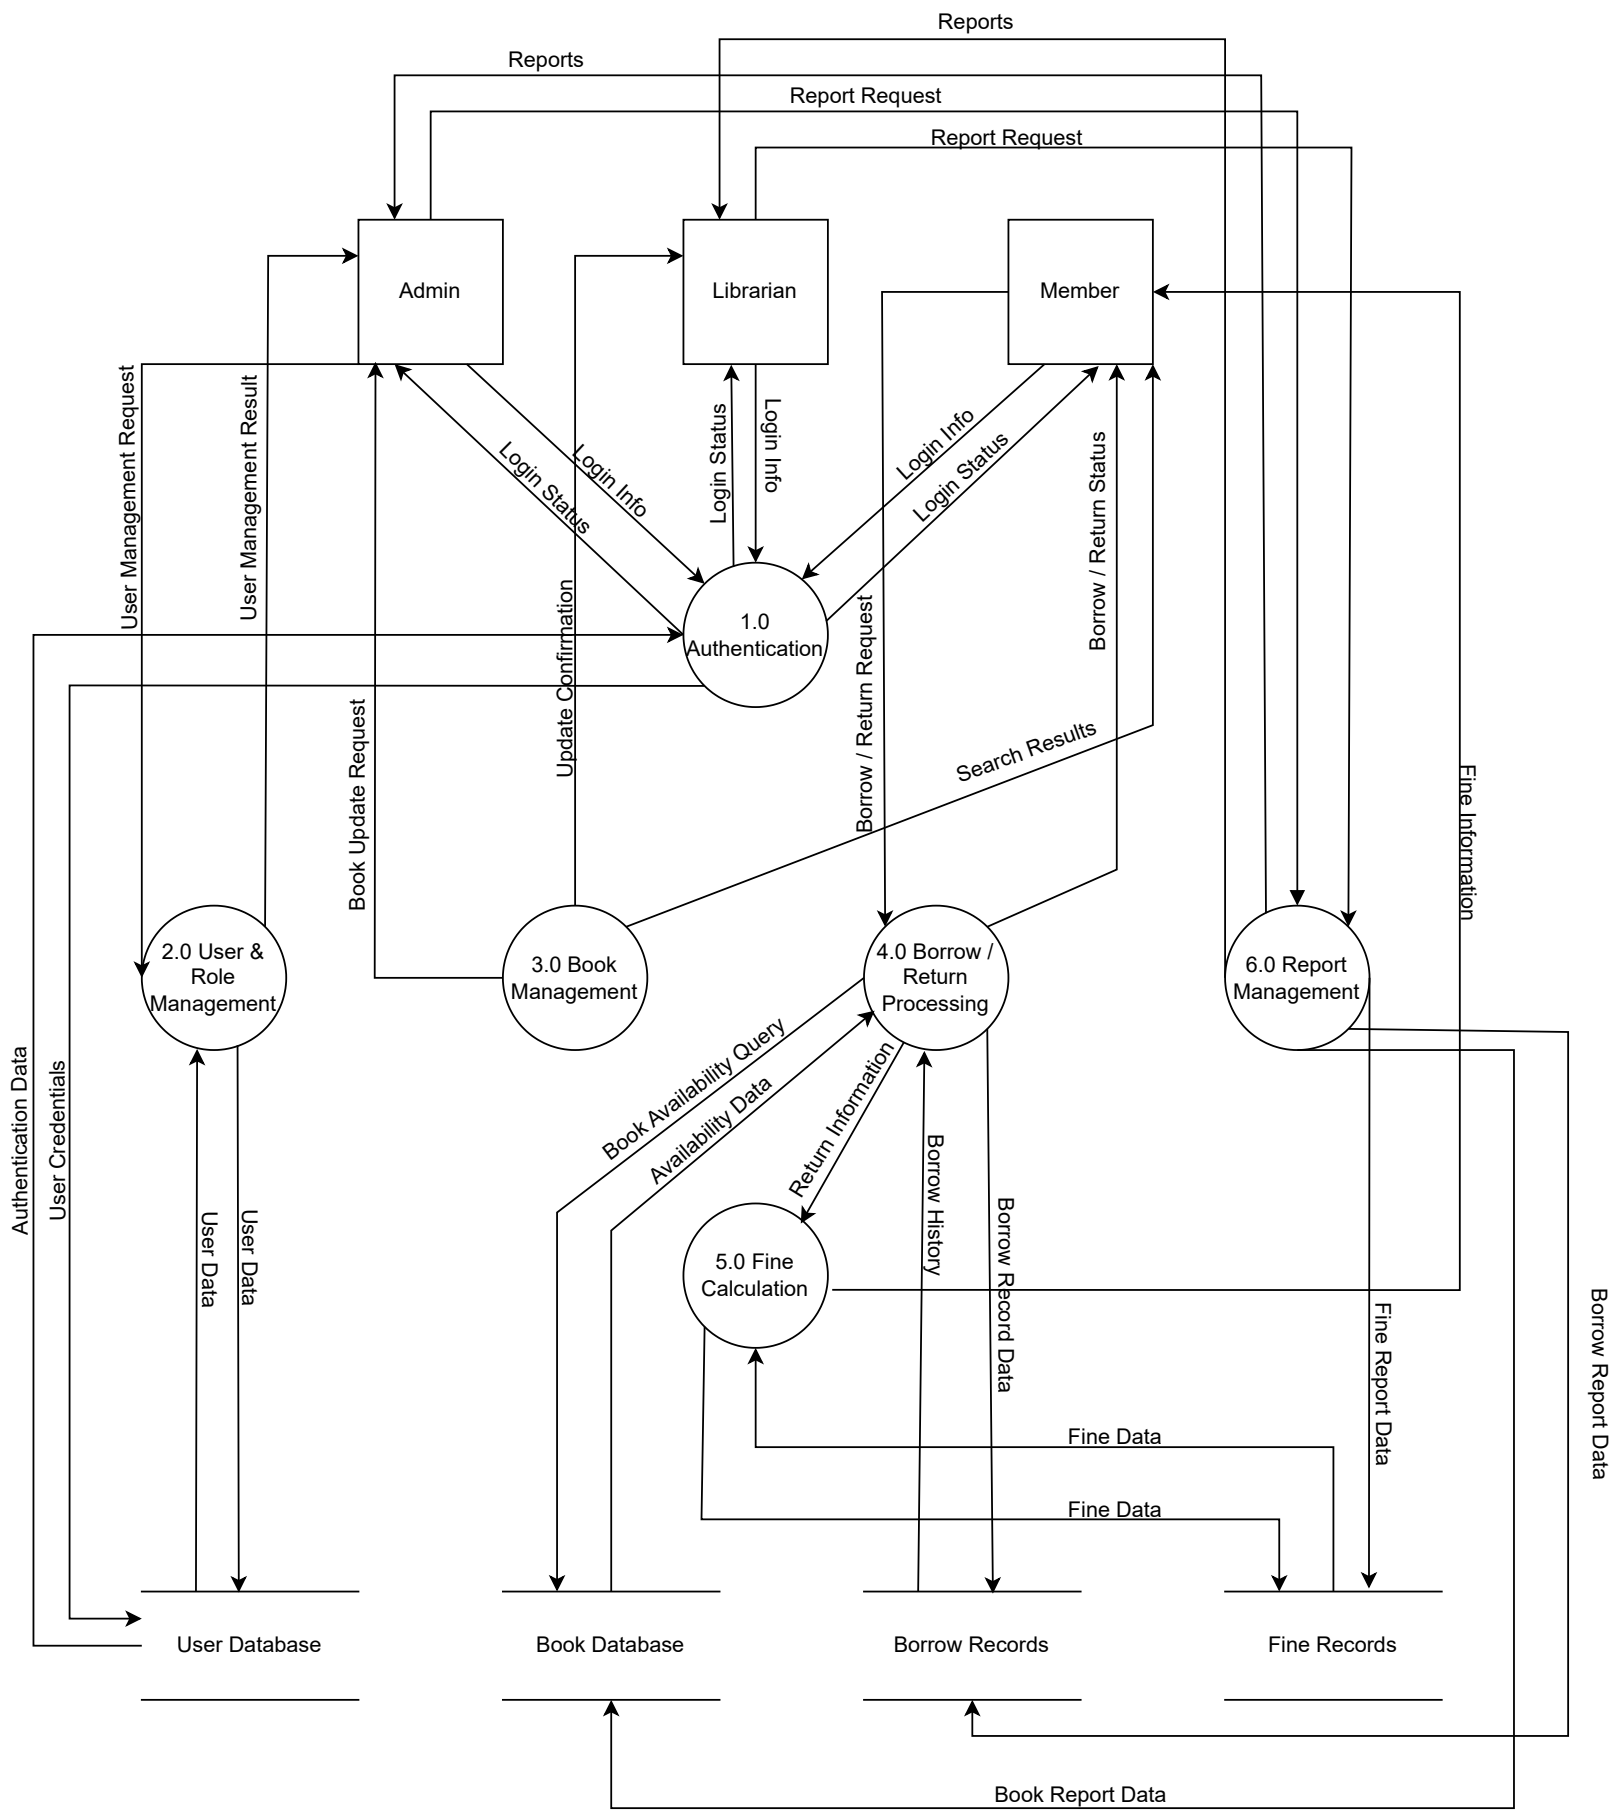 Reports
Reports
Report Request
Report Request
Admin
Librarian
Member
User Management Request
User Management Result
Login Status
Login Info
Login Status
Login Info
Login Info
Login Status
Borrow / Return Status
Borrow / Return Request
Update Confirmation
Book Update Request
1.0
Authentication
Search Results
Fine Information
2.0 User &
Role
Management
3.0 Book
Management
4.0 Borrow /
Return
Processing
6.0 Report
Management
Authentication Data
User Credentials
Book Availability Query
Availability Data
Return Information
Borrow History
Borrow Record Data
User Data
User Data
5.0 Fine
Calculation
Fine Report Data
Borrow Report Data
Fine Data
Fine Data
User Database
Book Database
Borrow Records
Fine Records
Book Report Data